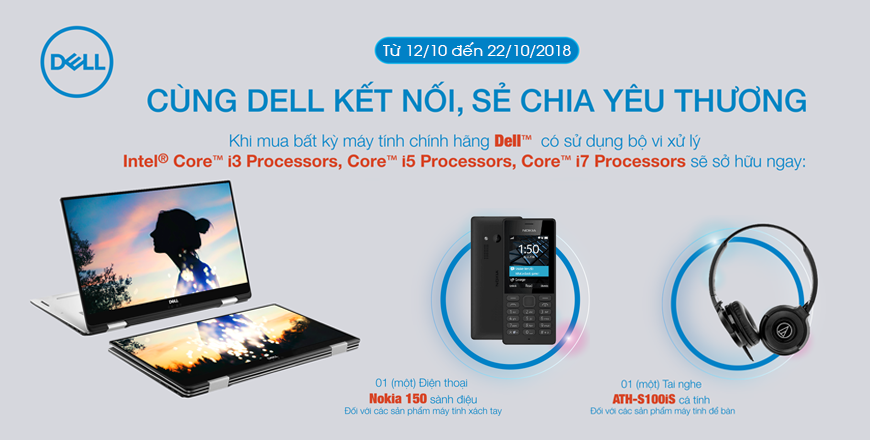 DELL
Từ 12/10 đến 22/10/2018
CÙNG DELL KẾT NỐI, SẺ CHIA YÊU THƯƠNG
Khi mua bất kỳ máy tính chính hãng Dell™ có sử dụng bộ vi xử lý
Intel® Core™ i3 Processors, Core™ i5 Processors, Core™ i7 Processors sẽ sở hữu ngay:
DELL
NOKIA
1:50
01 (một) Điện thoại
Nokia 150 sành điệu
Đối với các sản phẩm máy tính xách tay
01 (một) Tai nghe
ATH-S100iS cá tính
Đối với các sản phẩm máy tính để bàn